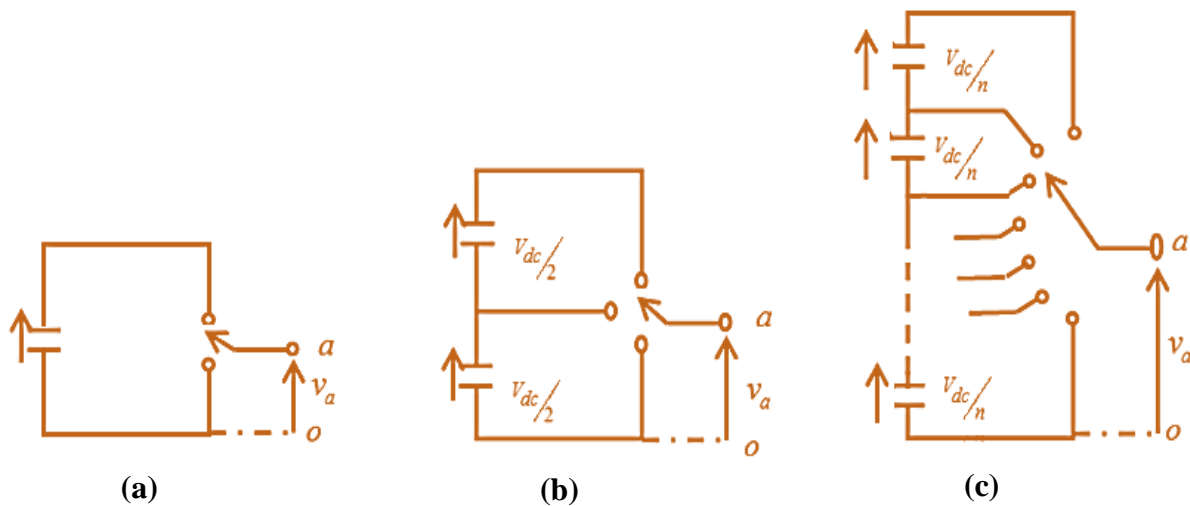 a
v_a
o
(a)
V_dc/2
a
V_dc/2
v_a
o
(b)
V_dc/n
V_dc/n
a
v_a
V_dc/n
o
(c)